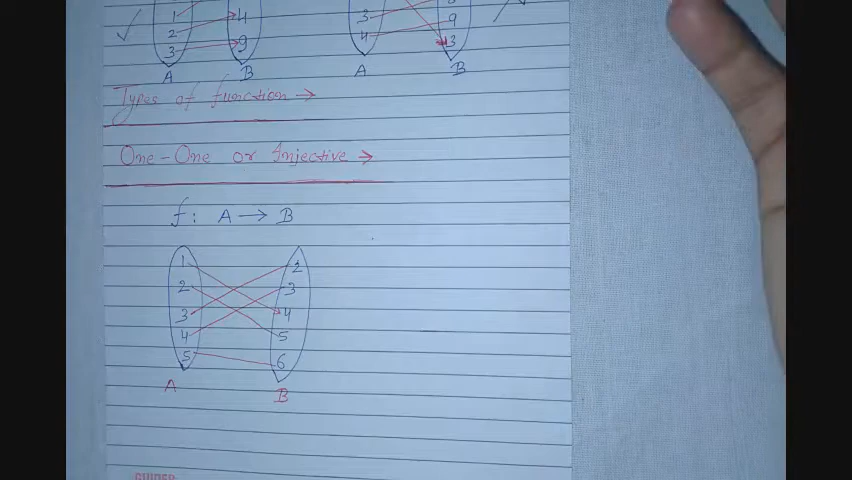 1 4 3 9
2 9 4 13
3
A B A B
Types of function →
One-One or Injective →
f: A → B
1 2
2 3
3 4
4 5
5 6
A B